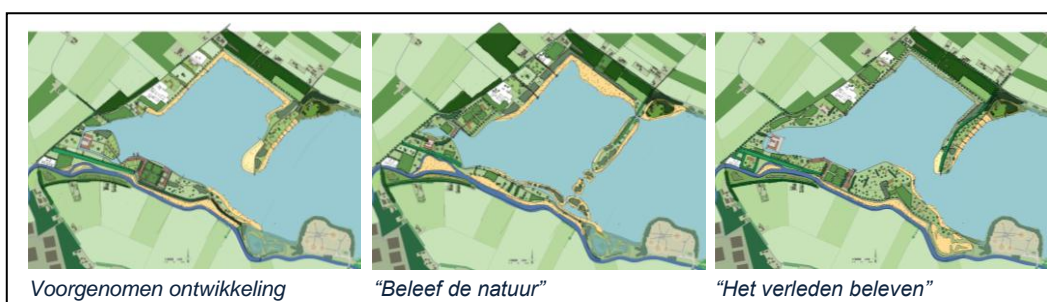 Voorgenomen ontwikkeling
“Beleef de natuur”
“Het verleden beleven”